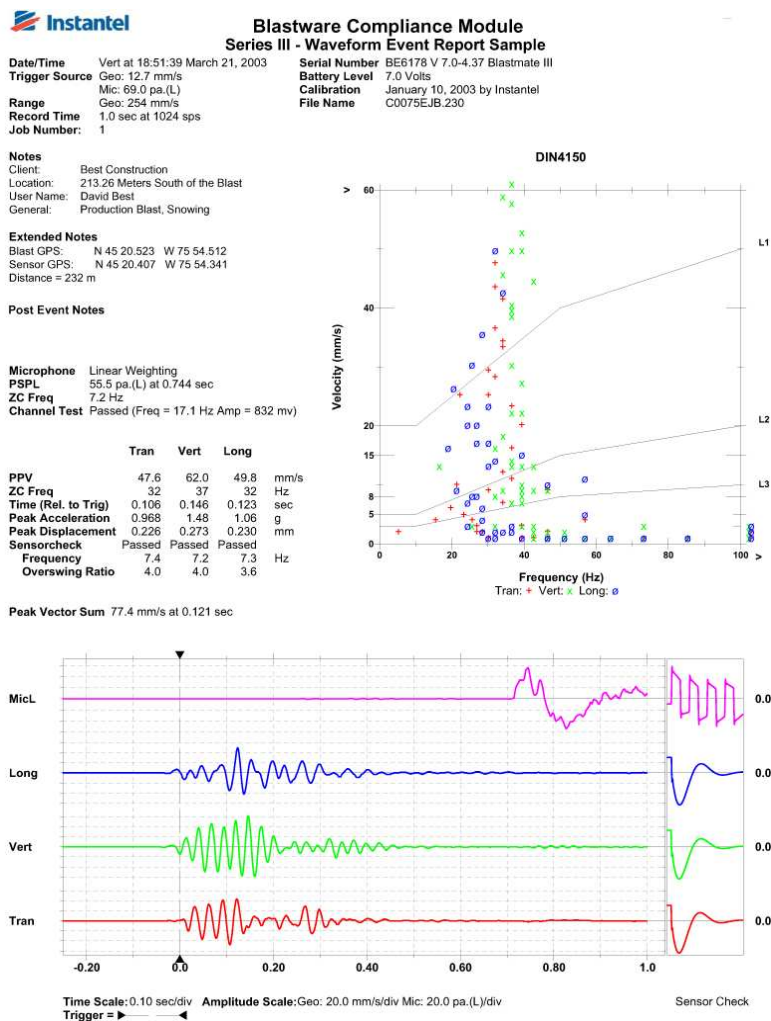 Instantel
Blastware Compliance Module
Series III - Waveform Event Report Sample
Date/Time Vert at 18:51:39 March 21, 2003
Trigger Source Geo: 12.7 mm/s
Mic: 69.0 pa.(L)
Range Geo: 254 mm/s
Record Time 1.0 sec at 1024 sps
Job Number: 1
Serial Number BE6178 V 7.0-4.37 Blastmate III
Battery Level 7.0 Volts
Calibration January 10, 2003 by Instantel
File Name C0075EJB.230
Notes
Client: Best Construction
Location: 213.26 Meters South of the Blast
User Name: David Best
General: Production Blast, Snowing
Extended Notes
Blast GPS: N 45 20.523 W 75 54.512
Sensor GPS: N 45 20.407 W 75 54.341
Distance = 232 m
Post Event Notes
Microphone Linear Weighting
PSPL 55.5 pa.(L) at 0.744 sec
ZC Freq 7.2 Hz
Channel Test Passed (Freq = 17.1 Hz Amp = 832 mv)
Tran Vert Long
PPV 47.6 62.0 49.8 mm/s
ZC Freq 32 37 32 Hz
Time (Rel. to Trig) 0.106 0.146 0.123 sec
Peak Acceleration 0.968 1.48 1.06 g
Peak Displacement 0.226 0.273 0.230 mm
Sensorcheck Passed Passed Passed
Frequency 7.4 7.2 7.3 Hz
Overswing Ratio 4.0 4.0 3.6
Peak Vector Sum 77.4 mm/s at 0.121 sec
DIN4150
> 60
40
20
15
8
5
0
Velocity (mm/s)
L1
L2
L3
0 20 40 60 80 100 >
Frequency (Hz)
Tran: + Vert: x Long: ø
MicL 0.0
Long 0.0
Vert 0.0
Tran 0.0
-0.20 0.0 0.20 0.40 0.60 0.80 1.0
Time Scale: 0.10 sec/div Amplitude Scale: Geo: 20.0 mm/s/div Mic: 20.0 pa.(L)/div
Sensor Check
Trigger =